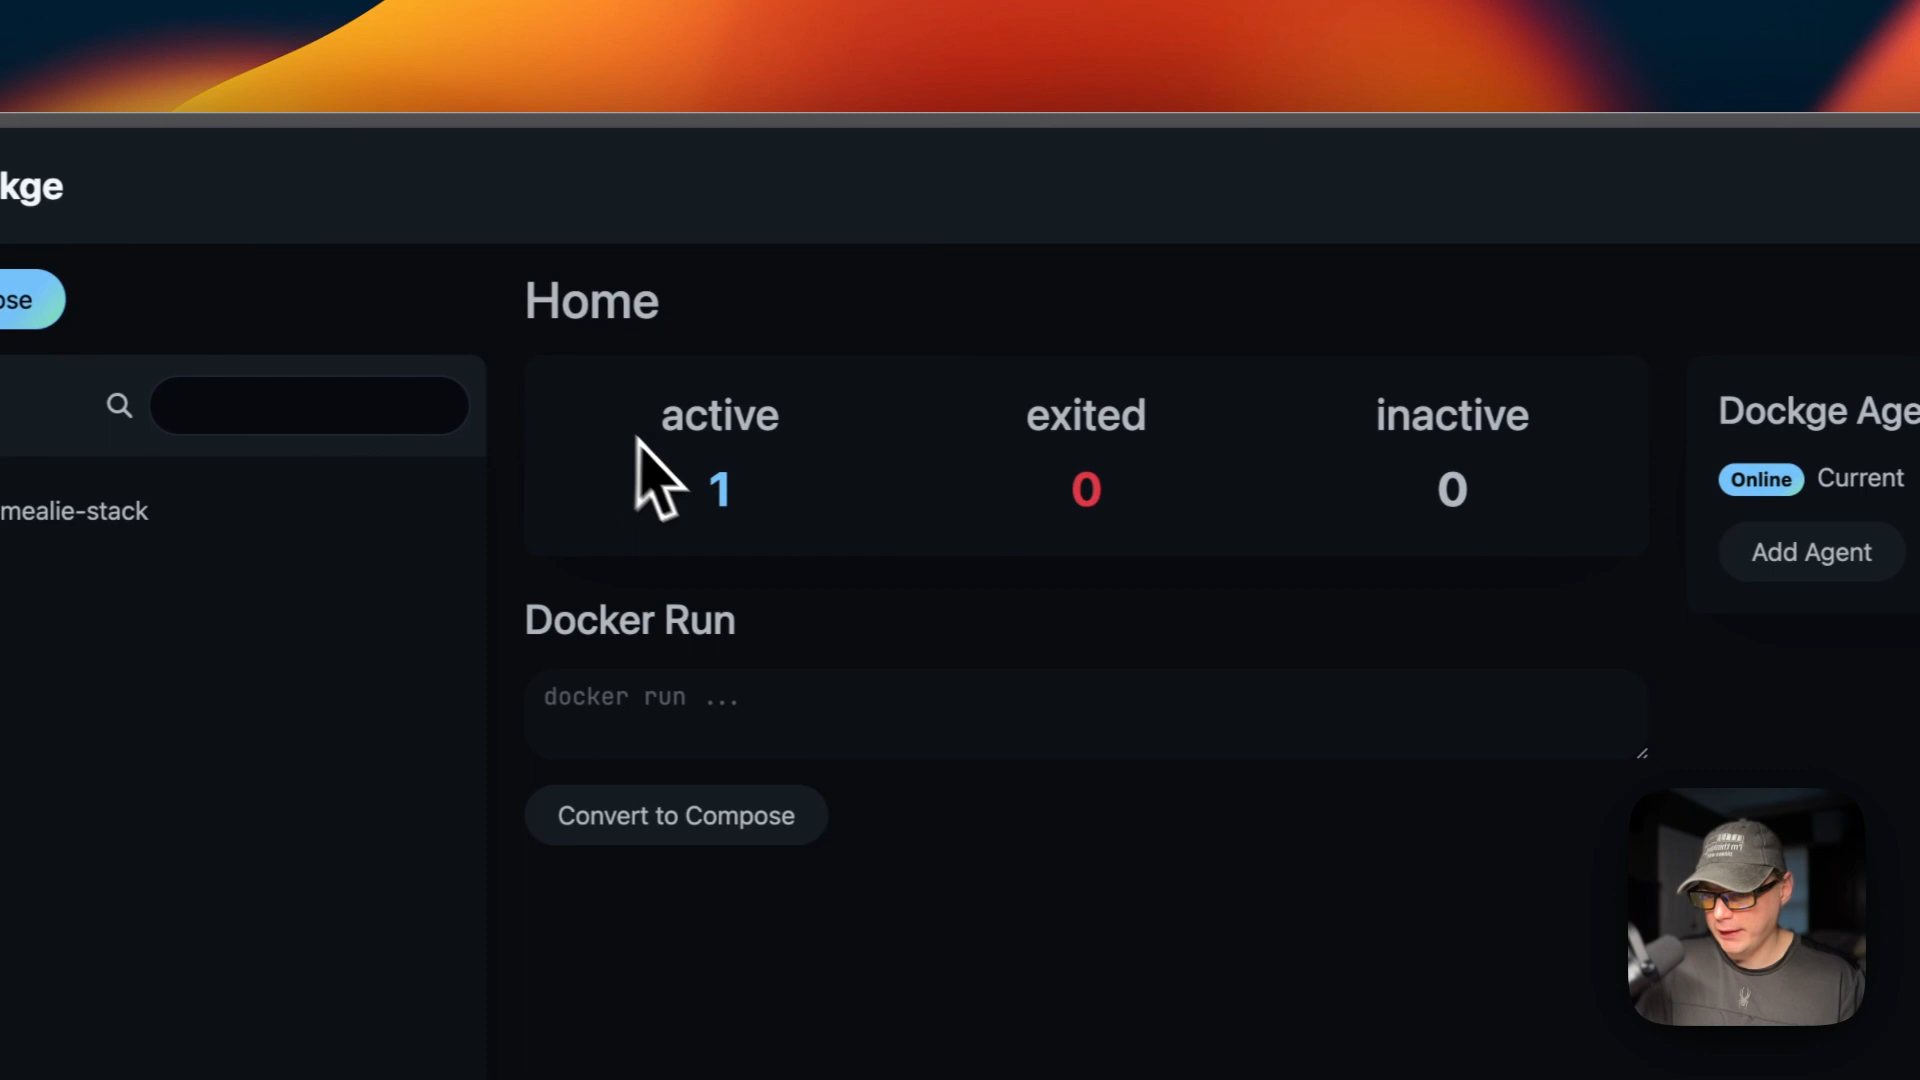 kge
ose
mealie-stack
Home
active
exited
inactive
1
0
0
Docker Run
docker run ...
Convert to Compose
Dockge Age
Online Current
Add Agent